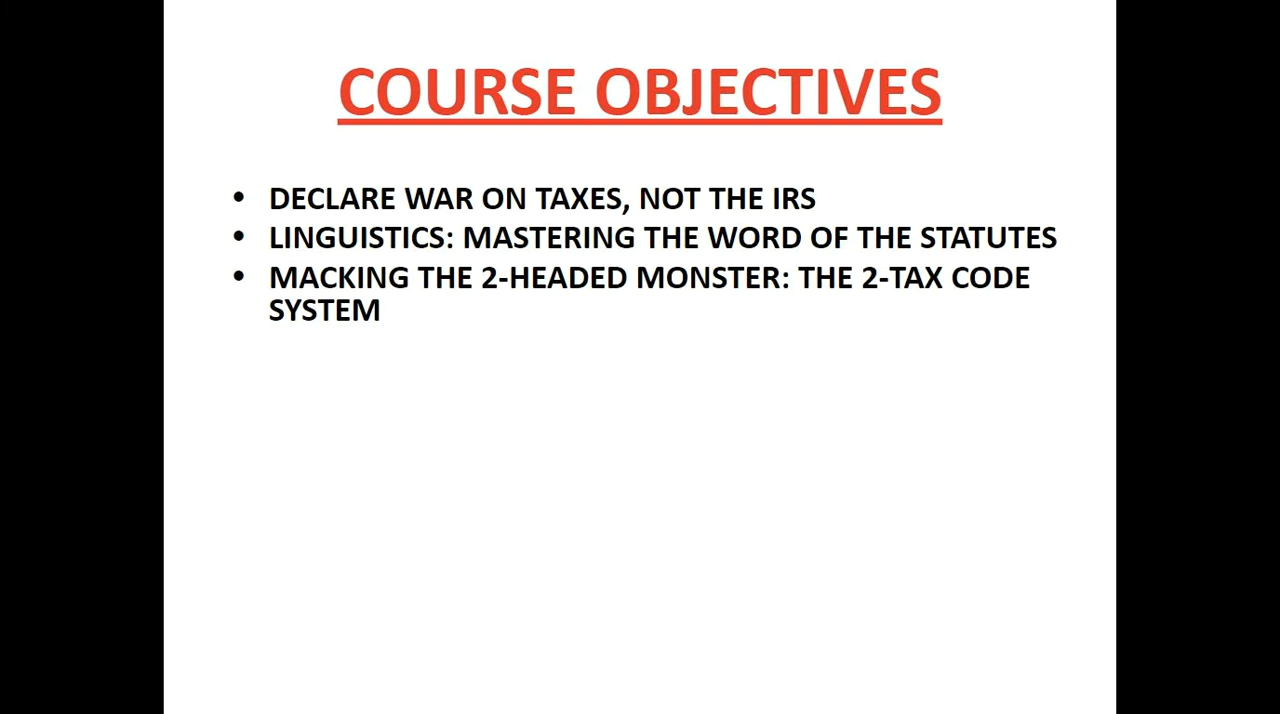 COURSE OBJECTIVES
• DECLARE WAR ON TAXES, NOT THE IRS
• LINGUISTICS: MASTERING THE WORD OF THE STATUTES
• MACKING THE 2-HEADED MONSTER: THE 2-TAX CODE
SYSTEM